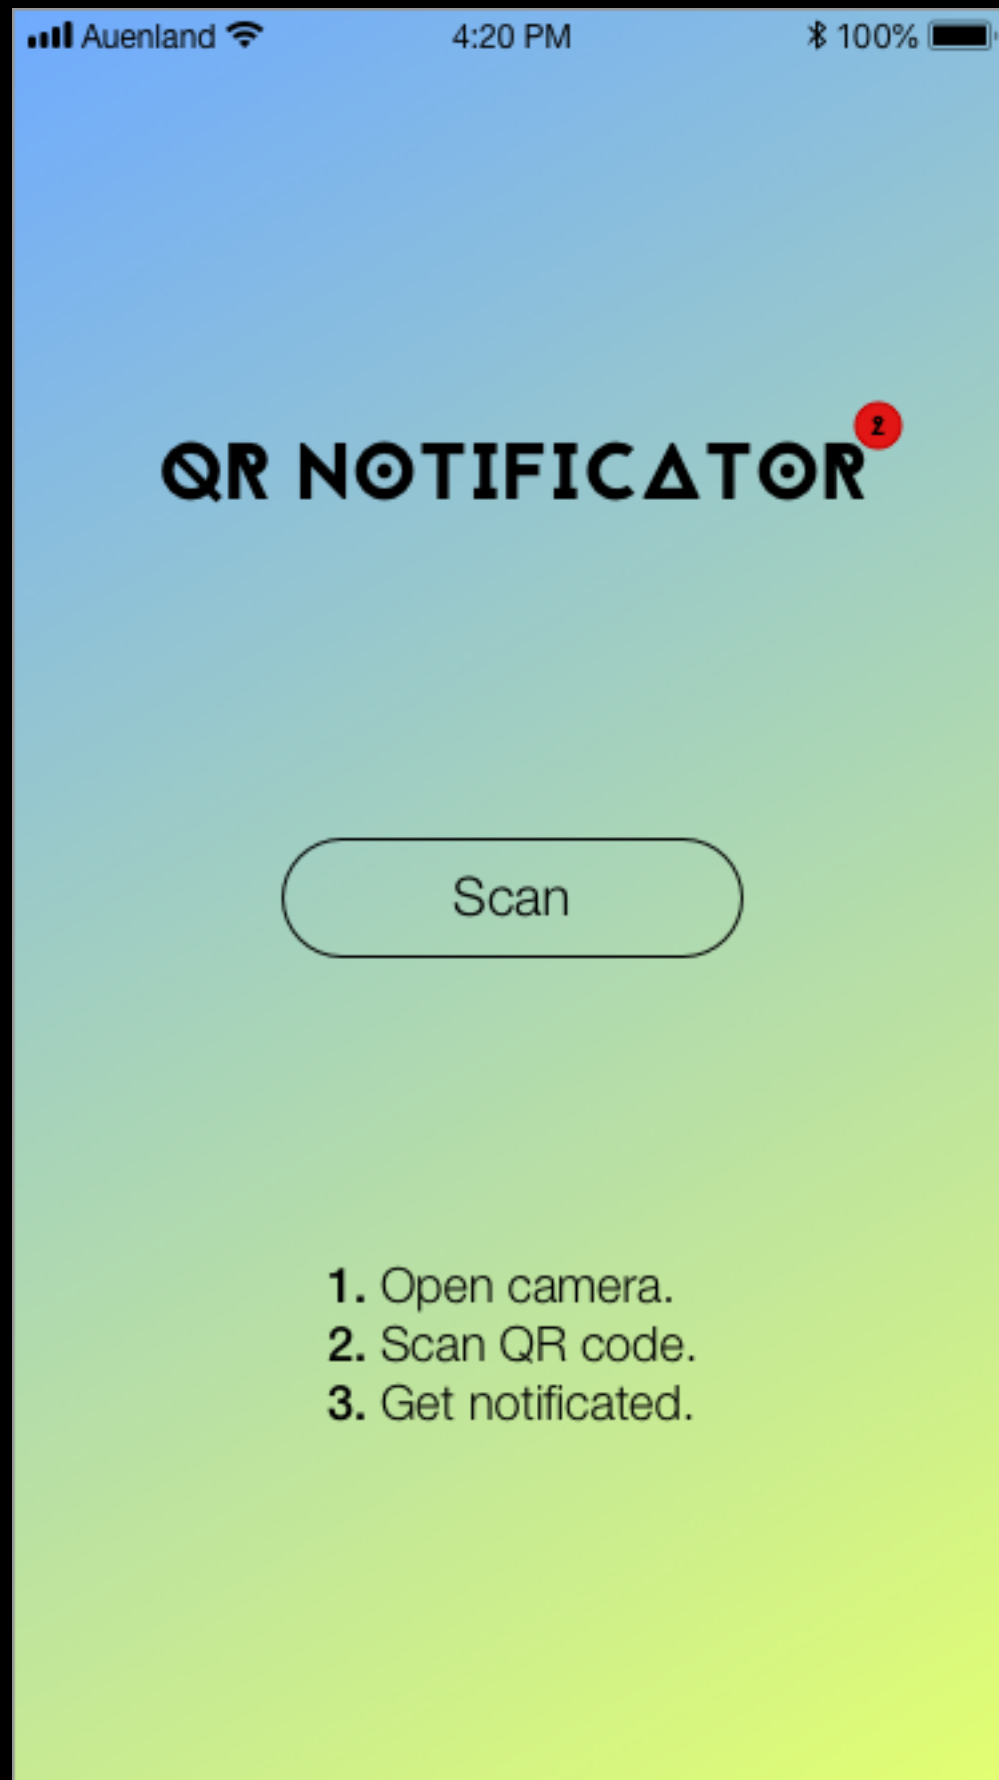 Auenland 4:20 PM 100%
2
QR NOTIFICATOR
Scan
1. Open camera.
2. Scan QR code.
3. Get notificated.